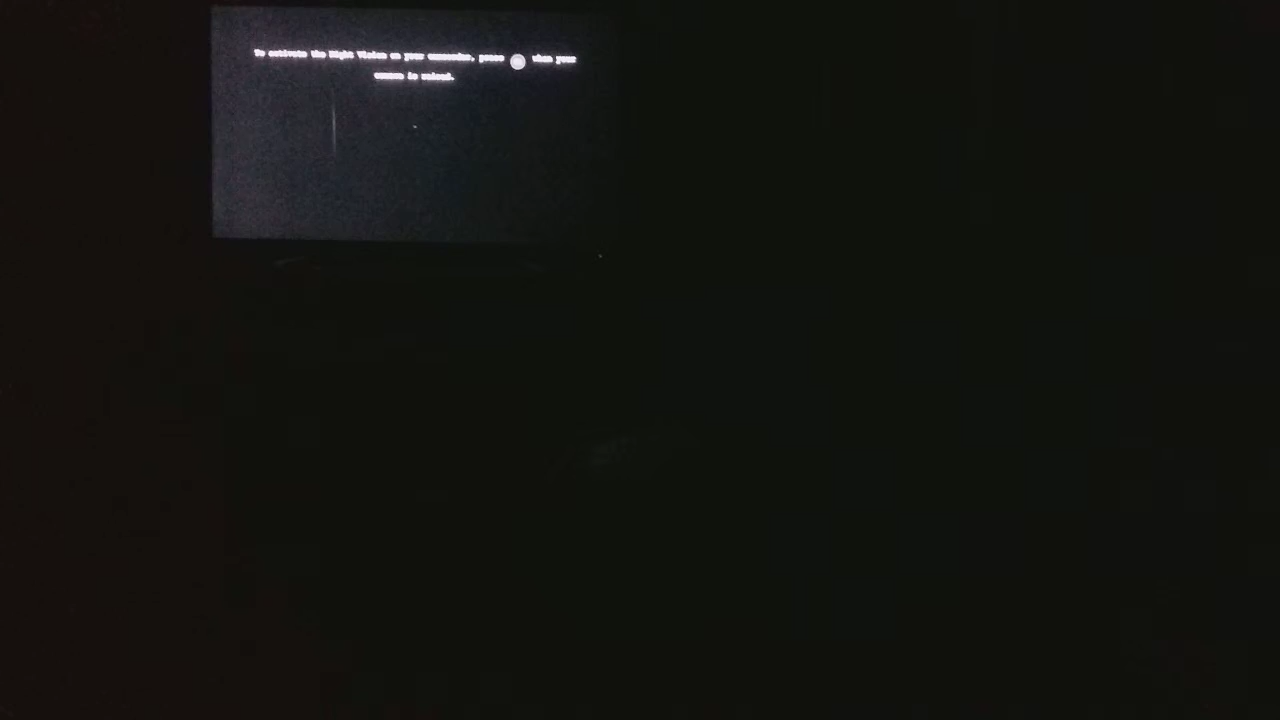 To activate the Night Vision on your camcorder, press when your
camera is raised.